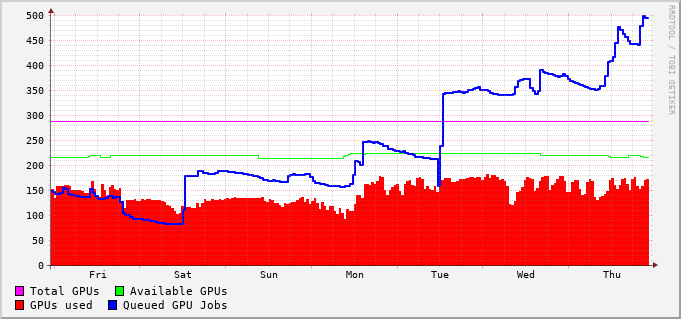 500
450
400
350
300
250
200
150
100
50
0
Fri Sat Sun Mon Tue Wed Thu
Total GPUs Available GPUs
GPUs used Queued GPU Jobs
RRDTOOL / TOBI OETIKER